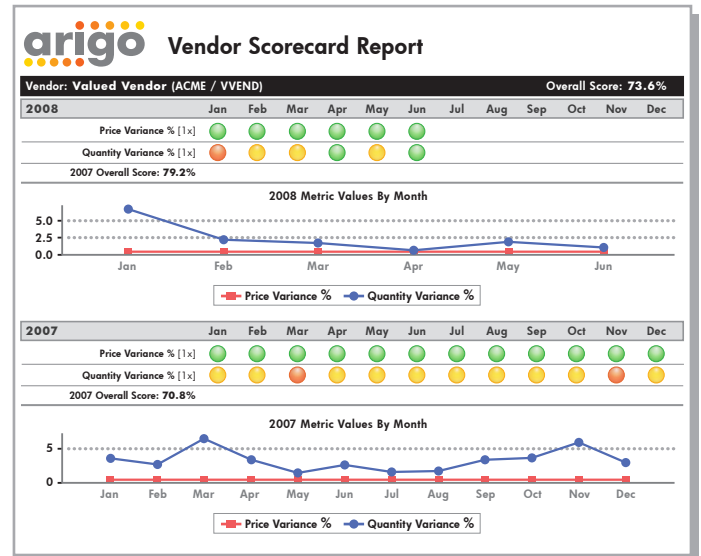 arigo
Vendor Scorecard Report
Vendor: Valued Vendor (ACME / VVEND) Overall Score: 73.6%
2008 Jan Feb Mar Apr May Jun Jul Aug Sep Oct Nov Dec
Price Variance % [1x]
Quantity Variance % [1x]
2007 Overall Score: 79.2%
2008 Metric Values By Month
5.0
2.5
0.0
Jan Feb Mar Apr May Jun
Price Variance % Quantity Variance %
2007 Jan Feb Mar Apr May Jun Jul Aug Sep Oct Nov Dec
Price Variance % [1x]
Quantity Variance % [1x]
2007 Overall Score: 70.8%
2007 Metric Values By Month
5
0
Jan Feb Mar Apr May Jun Jul Aug Sep Oct Nov Dec
Price Variance % Quantity Variance %